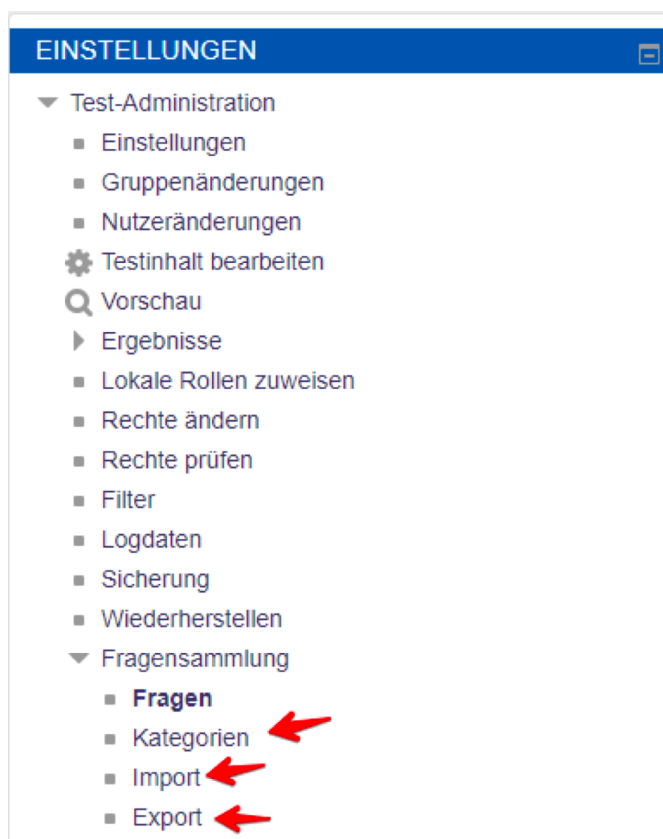 EINSTELLUNGEN
Test-Administration
Einstellungen
Gruppenänderungen
Nutzeränderungen
Testinhalt bearbeiten
Vorschau
Ergebnisse
Lokale Rollen zuweisen
Rechte ändern
Rechte prüfen
Filter
Logdaten
Sicherung
Wiederherstellen
Fragensammlung
Fragen
Kategorien
Import
Export